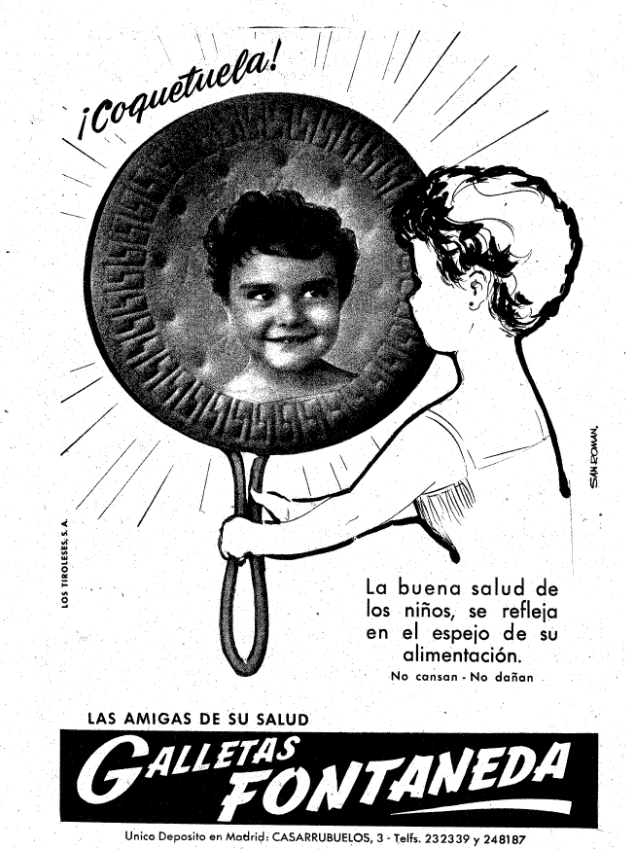 ¡Coquetuela!
SAN ROMAN.
LOS TIROLESES, S. A.
La buena salud de
los niños, se refleja
en el espejo de su
alimentación.
No cansan - No dañan
LAS AMIGAS DE SU SALUD
GALLETAS
FONTANEDA
Unico Deposito en Madrid: CASARRUBUELOS, 3 - Telfs. 232339 y 248187